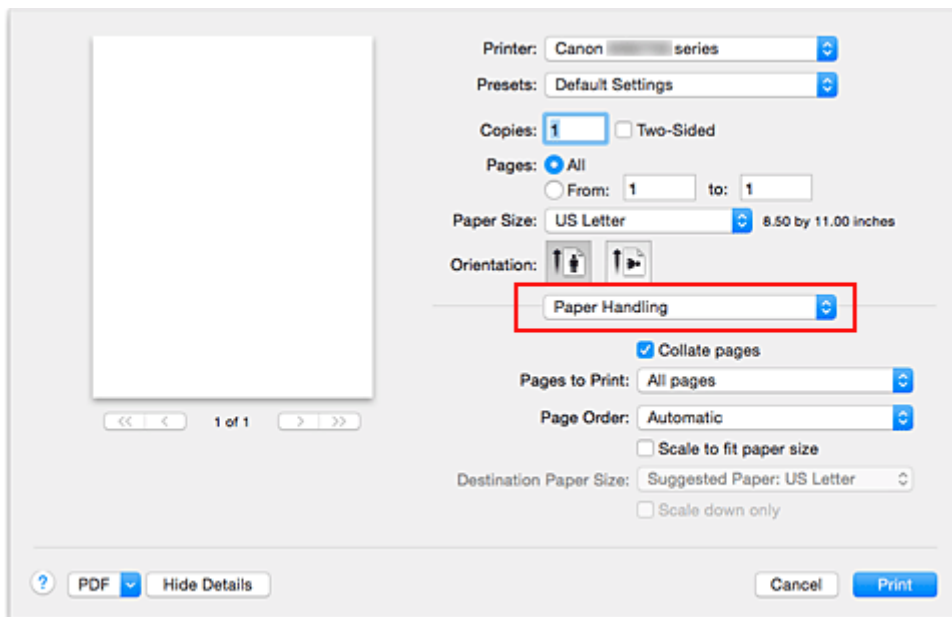 Printer: Canon series
Presets: Default Settings
Copies: 1 Two-Sided
Pages: All
From: 1 to: 1
Paper Size: US Letter 8.50 by 11.00 inches
Orientation:
Paper Handling
Collate pages
Pages to Print: All pages
Page Order: Automatic
Scale to fit paper size
Destination Paper Size: Suggested Paper: US Letter
Scale down only
1 of 1
? PDF Hide Details Cancel Print